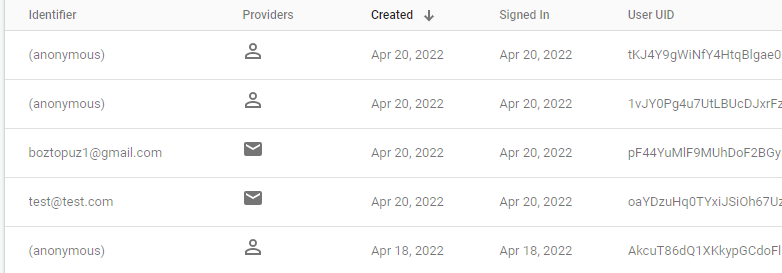 Identifier Providers Created Signed In User UID
(anonymous) Apr 20, 2022 Apr 20, 2022 tKJ4Y9gWiNfY4HtqBlgae0
(anonymous) Apr 20, 2022 Apr 20, 2022 1vJY0Pg4u7UtLBUcDJxrFz
boztopuz1@gmail.com Apr 20, 2022 Apr 20, 2022 pF44YuMlF9MUhDoF2BGy
test@test.com Apr 20, 2022 Apr 20, 2022 oaYDzuHq0TYxiJSiOh67Uz
(anonymous) Apr 18, 2022 Apr 18, 2022 AkcuT86dQ1XKkypGCdoFl